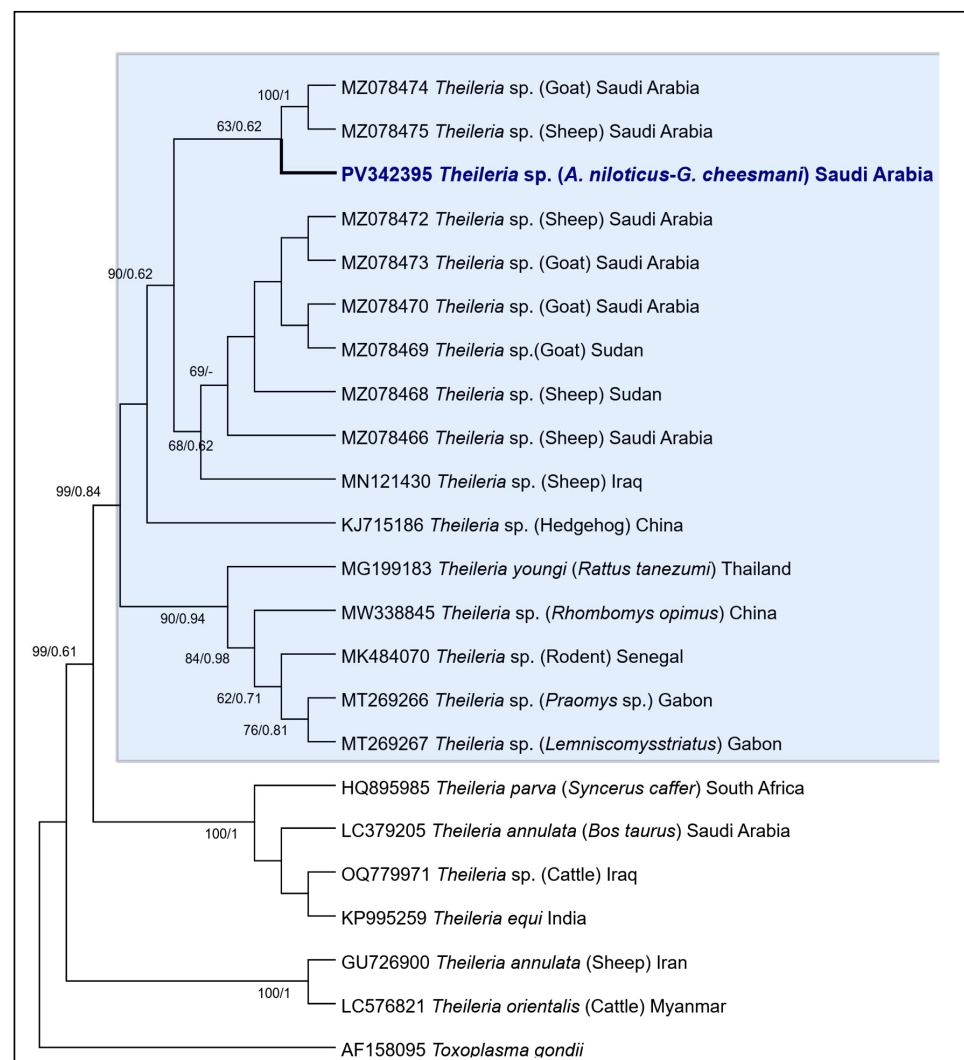 100/1
MZ078474 Theileria sp. (Goat) Saudi Arabia
63/0.62
MZ078475 Theileria sp. (Sheep) Saudi Arabia
PV342395 Theileria sp. (A. niloticus-G. cheesmani) Saudi Arabia
MZ078472 Theileria sp. (Sheep) Saudi Arabia
90/0.62
MZ078473 Theileria sp. (Goat) Saudi Arabia
MZ078470 Theileria sp. (Goat) Saudi Arabia
MZ078469 Theileria sp.(Goat) Sudan
69/-
MZ078468 Theileria sp. (Sheep) Sudan
68/0.62
MZ078466 Theileria sp. (Sheep) Saudi Arabia
MN121430 Theileria sp. (Sheep) Iraq
99/0.84
KJ715186 Theileria sp. (Hedgehog) China
MG199183 Theileria youngi (Rattus tanezumi) Thailand
90/0.94
MW338845 Theileria sp. (Rhombomys opimus) China
99/0.61
84/0.98
MK484070 Theileria sp. (Rodent) Senegal
62/0.71
MT269266 Theileria sp. (Praomys sp.) Gabon
76/0.81
MT269267 Theileria sp. (Lemniscomysstriatus) Gabon
HQ895985 Theileria parva (Syncerus caffer) South Africa
100/1
LC379205 Theileria annulata (Bos taurus) Saudi Arabia
OQ779971 Theileria sp. (Cattle) Iraq
KP995259 Theileria equi India
GU726900 Theileria annulata (Sheep) Iran
100/1
LC576821 Theileria orientalis (Cattle) Myanmar
AF158095 Toxoplasma gondii